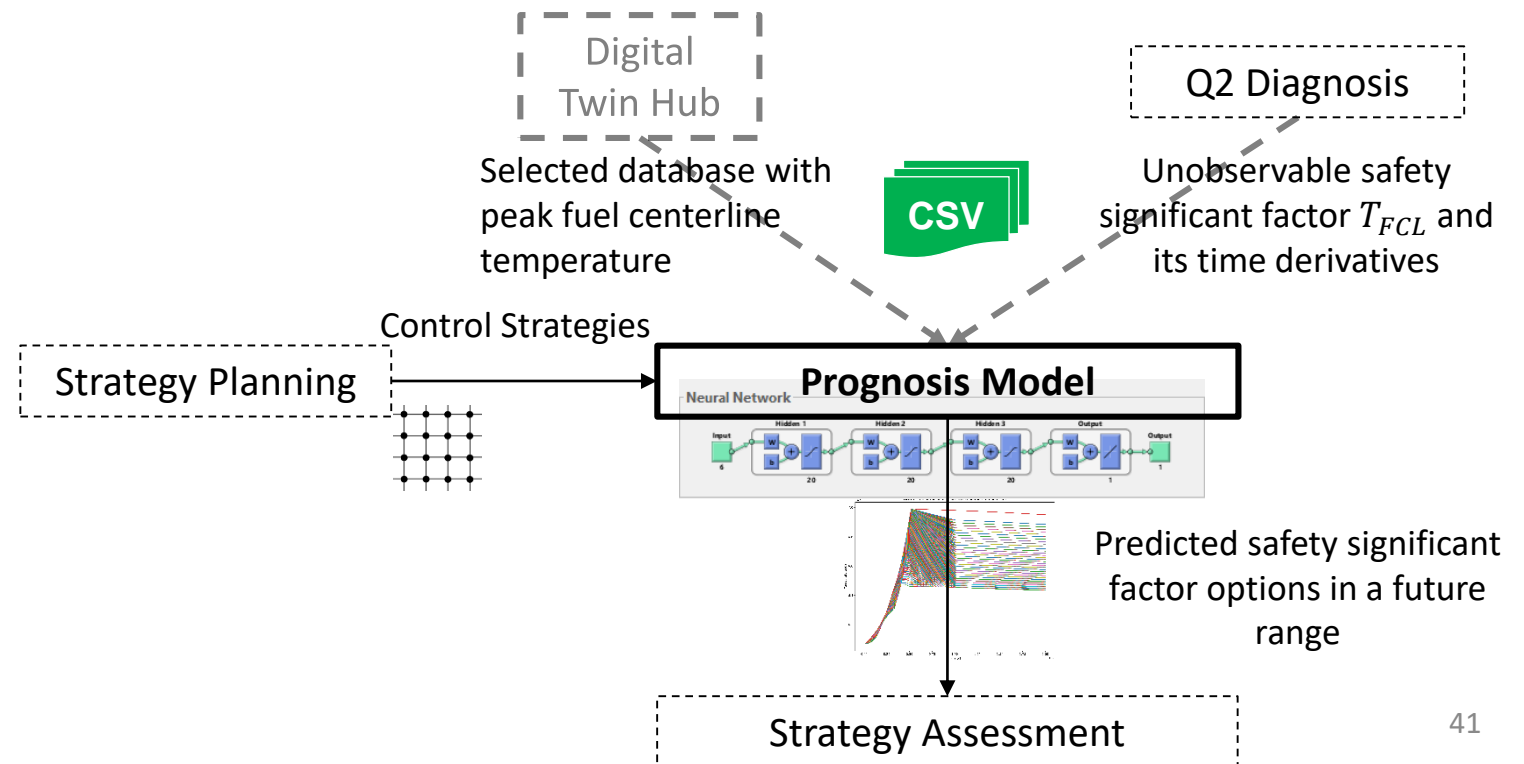 Digital
Twin Hub
Q2 Diagnosis
Selected database with
peak fuel centerline
temperature
CSV
Unobservable safety
significant factor T_{FCL} and
its time derivatives
Control Strategies
Strategy Planning
Prognosis Model
Neural Network
Hidden 1 Hidden 2 Hidden 3 Output
Input Output
W W W W
b b b b
6 20 20 20 1 1
Predicted safety significant
factor options in a future
range
Strategy Assessment
41